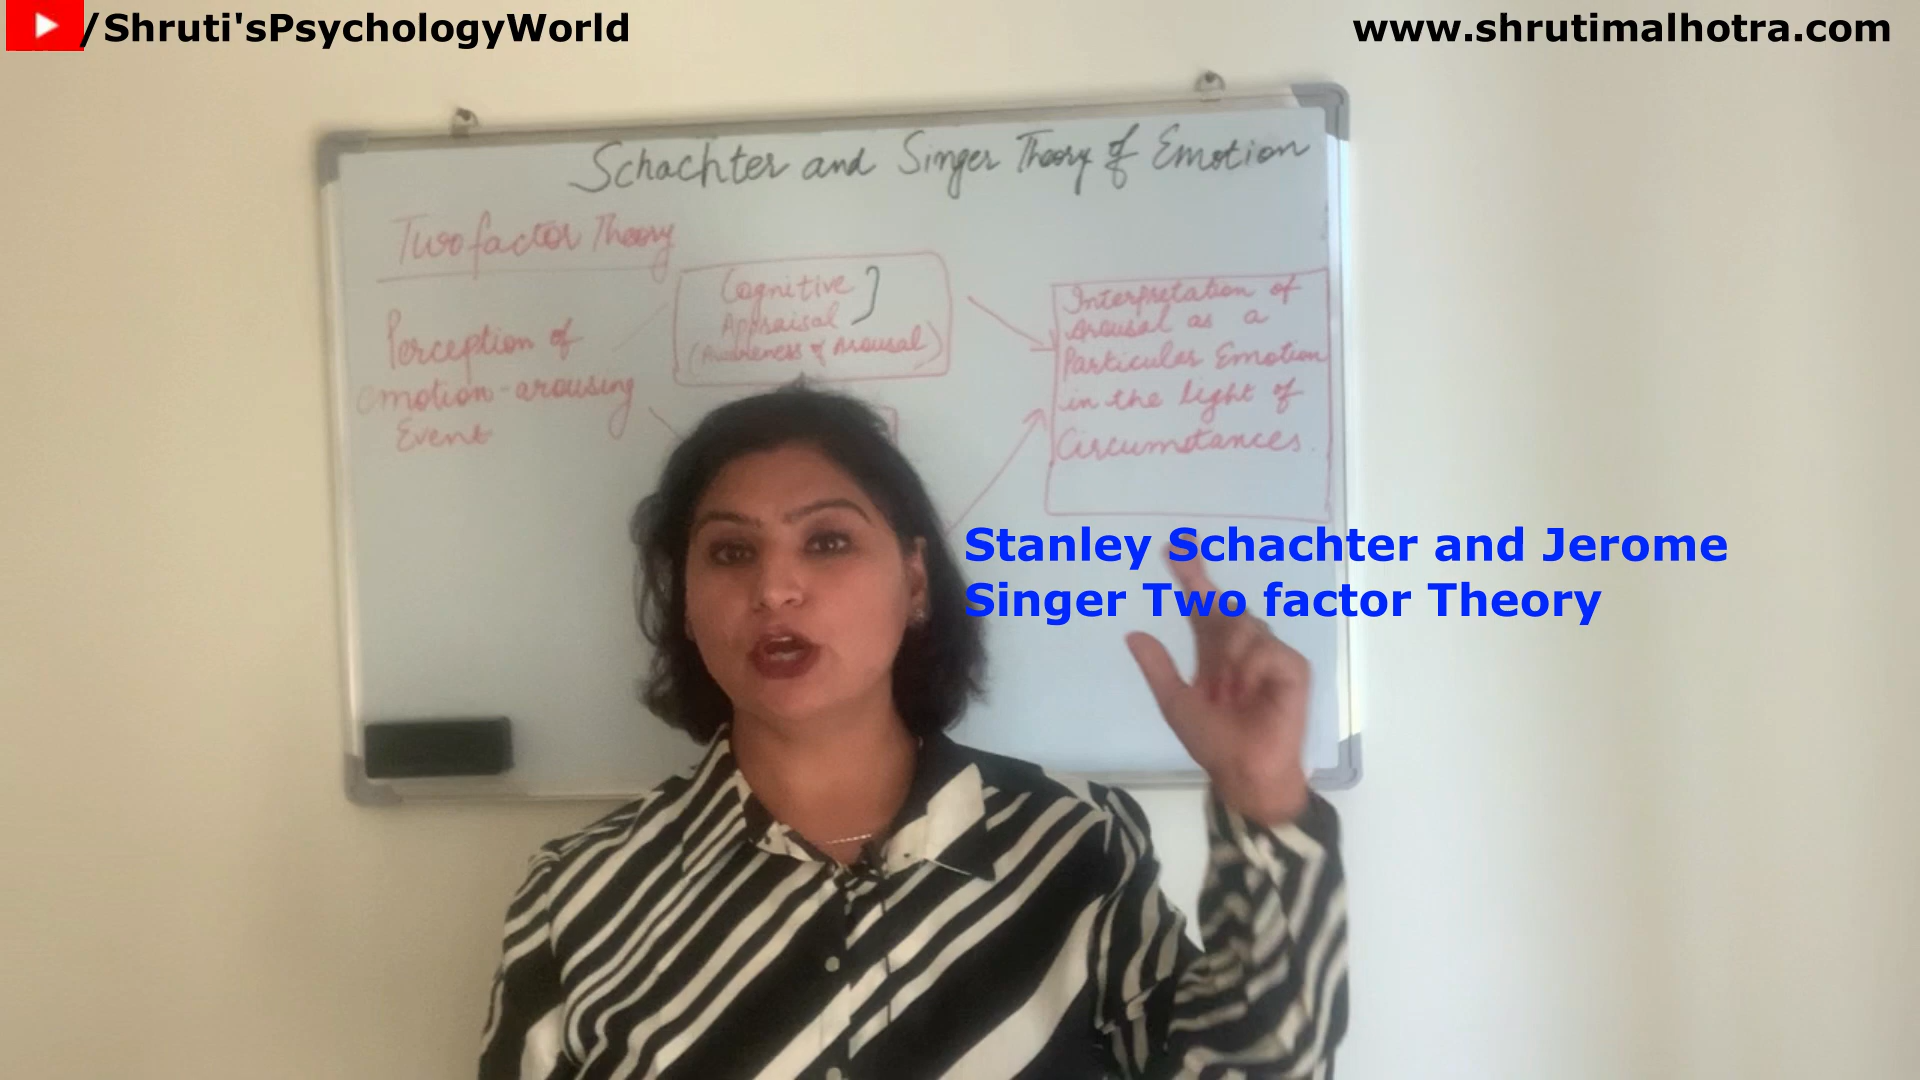 /Shruti'sPsychologyWorld
www.shrutimalhotra.com
Schachter and Singer Theory of Emotion
Two factor Theory
Perception of
emotion-arousing
Event
Cognitive
Appraisal
(Awareness of Arousal)
Interpretation of
Arousal as a
Particular Emotion
in the light of
Circumstances.
Stanley Schachter and Jerome
Singer Two factor Theory